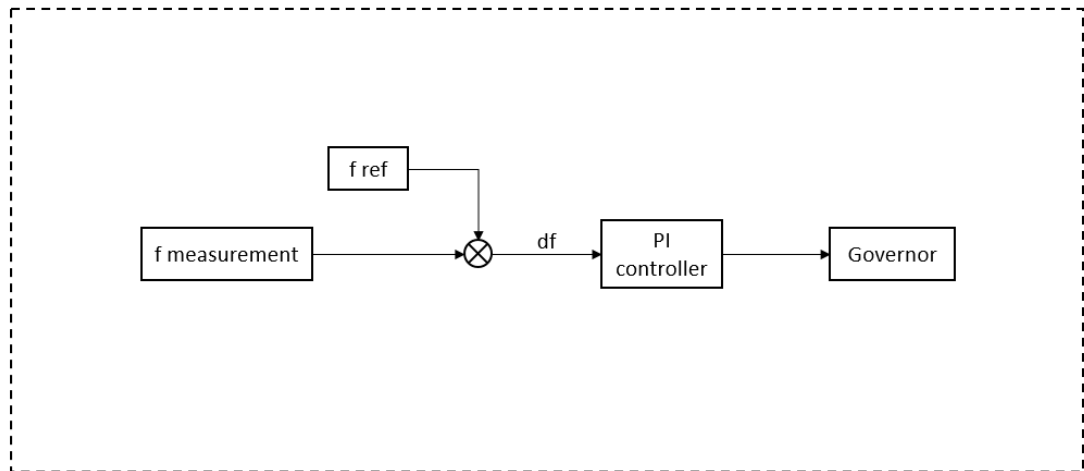 f ref
f measurement
df
PI
controller
Governor